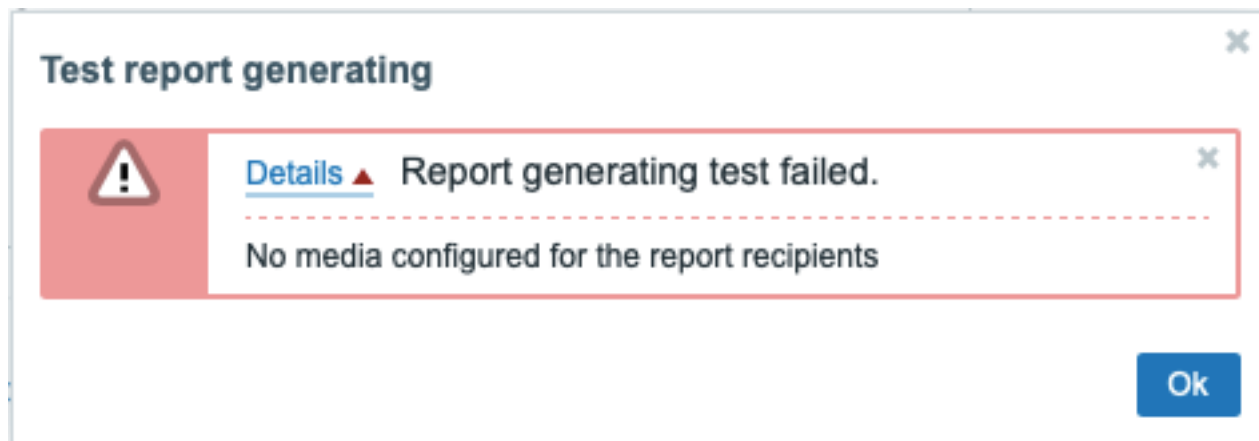 Test report generating
Details Report generating test failed.
No media configured for the report recipients
Ok